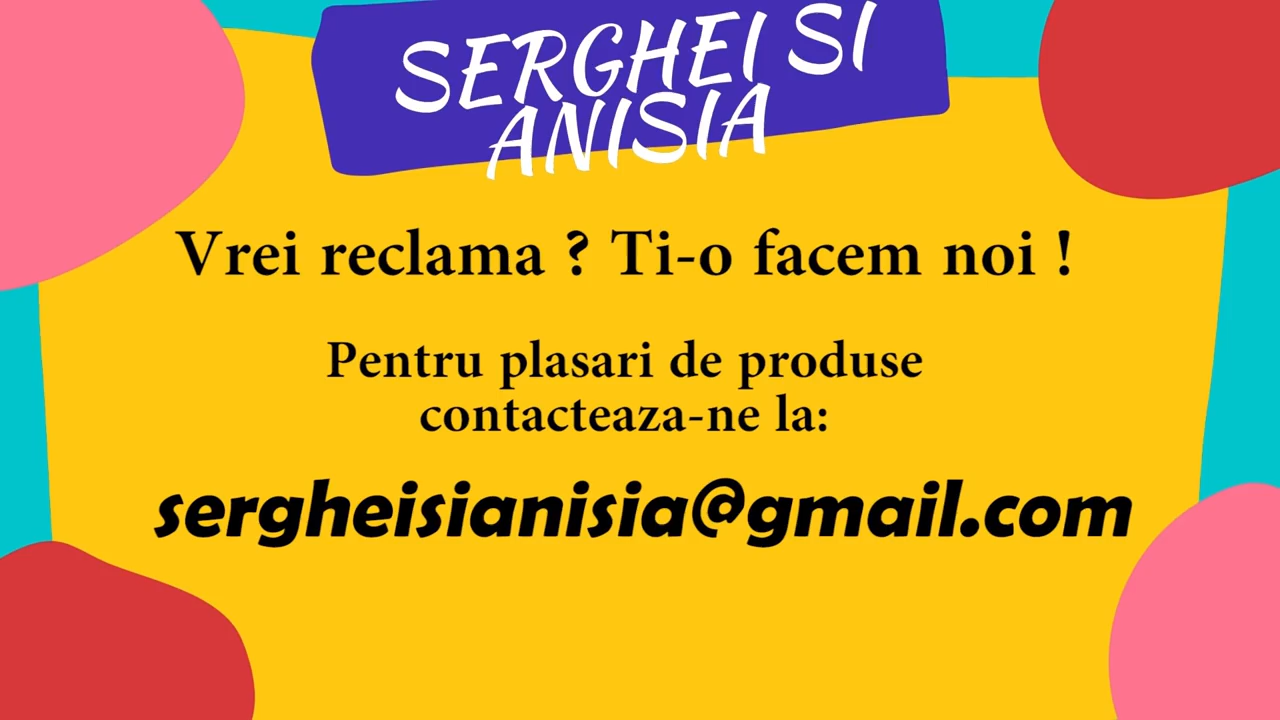 SERGHEI SI
ANISIA
Vrei reclama ? Ti-o facem noi !
Pentru plasari de produse
contacteaza-ne la:
sergheisianisia@gmail.com